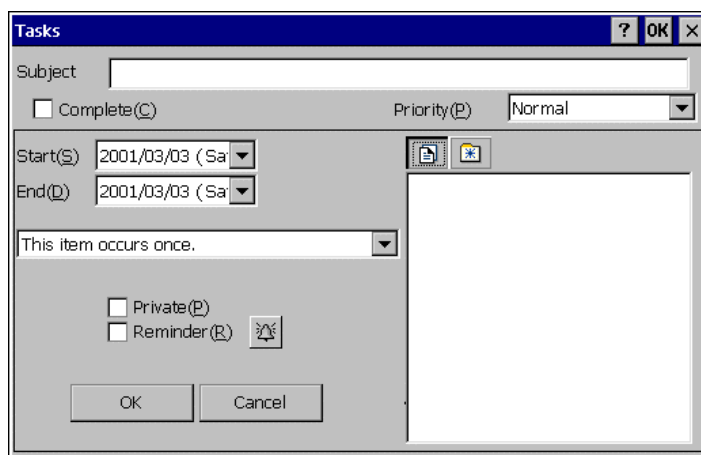 Tasks ? OK ×
Subject
Complete(C) Priority(P) Normal
Start(S) 2001/03/03 (Sa
End(D) 2001/03/03 (Sa
This item occurs once.
Private(P)
Reminder(R)
OK Cancel